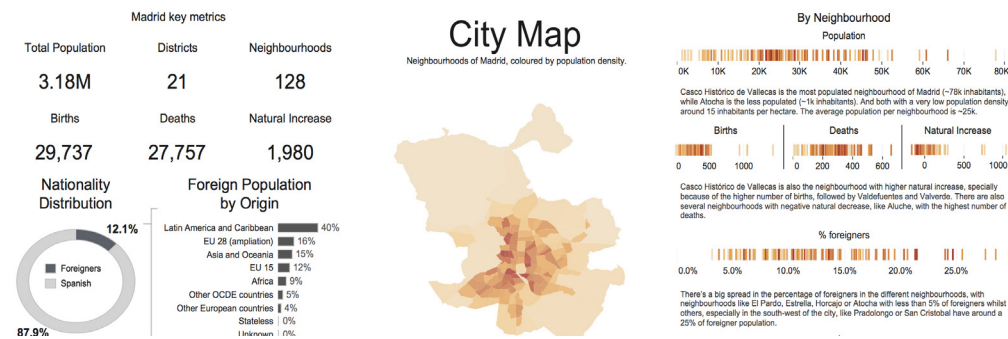 Madrid key metrics
Total Population
Districts
Neighbourhoods
3.18M
21
128
Births
Deaths
Natural Increase
29,737
27,757
1,980
Nationality
Distribution
12.1%
Foreigners
Spanish
87.9%
Foreign Population
by Origin
Latin America and Caribbean 40%
EU 28 (ampliation) 16%
Asia and Oceania 15%
EU 15 12%
Africa 9%
Other OCDE countries 5%
Other European countries 4%
Stateless 0%
Unknown 0%
City Map
Neighbourhoods of Madrid, coloured by population density.
By Neighbourhood
Population
0K 10K 20K 30K 40K 50K 60K 70K 80K
Casco Histórico de Vallecas is the most populated neighbourhood of Madrid (~78k inhabitants),
while Atocha is the less populated (~1k inhabitants). And both with a very low population density
around 15 inhabitants per hectare. The average population per neighbourhood is ~25k.
Births
Deaths
Natural Increase
0 500 1000
0 200 400 600
0 500 1000
Casco Histórico de Vallecas is also the neighbourhood with higher natural increase, specially
because of the higher number of births, followed by Valdefuentes and Valverde. There are also
several neighbourhoods with negative natural decrease, like Aluche, with the highest number of
deaths.
% foreigners
0.0% 5.0% 10.0% 15.0% 20.0% 25.0%
There's a big spread in the percentage of foreigners in the different neighbourhoods, with
neighbourhoods like El Pardo, Estrella, Horcajo or Atocha with less than 5% of foreigners whilst
others, especially in the south-west of the city, like Pradolongo or San Cristobal have around a
25% of foreigner population.